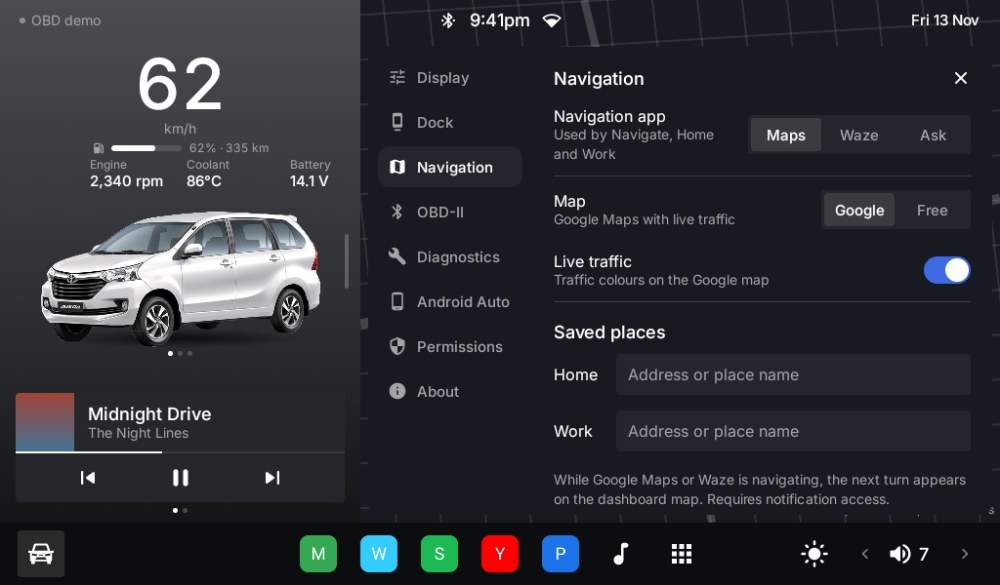 OBD demo
9:41pm
Fri 13 Nov
62
km/h
62% · 335 km
Engine
2,340 rpm
Coolant
86°C
Battery
14.1 V
Midnight Drive
The Night Lines
Display
Dock
Navigation
OBD-II
Diagnostics
Android Auto
Permissions
About
Navigation
Navigation app
Used by Navigate, Home
and Work
Maps
Waze
Ask
Map
Google Maps with live traffic
Google
Free
Live traffic
Traffic colours on the Google map
Saved places
Home
Address or place name
Work
Address or place name
While Google Maps or Waze is navigating, the next turn appears
on the dashboard map. Requires notification access.
M
W
S
Y
P
7